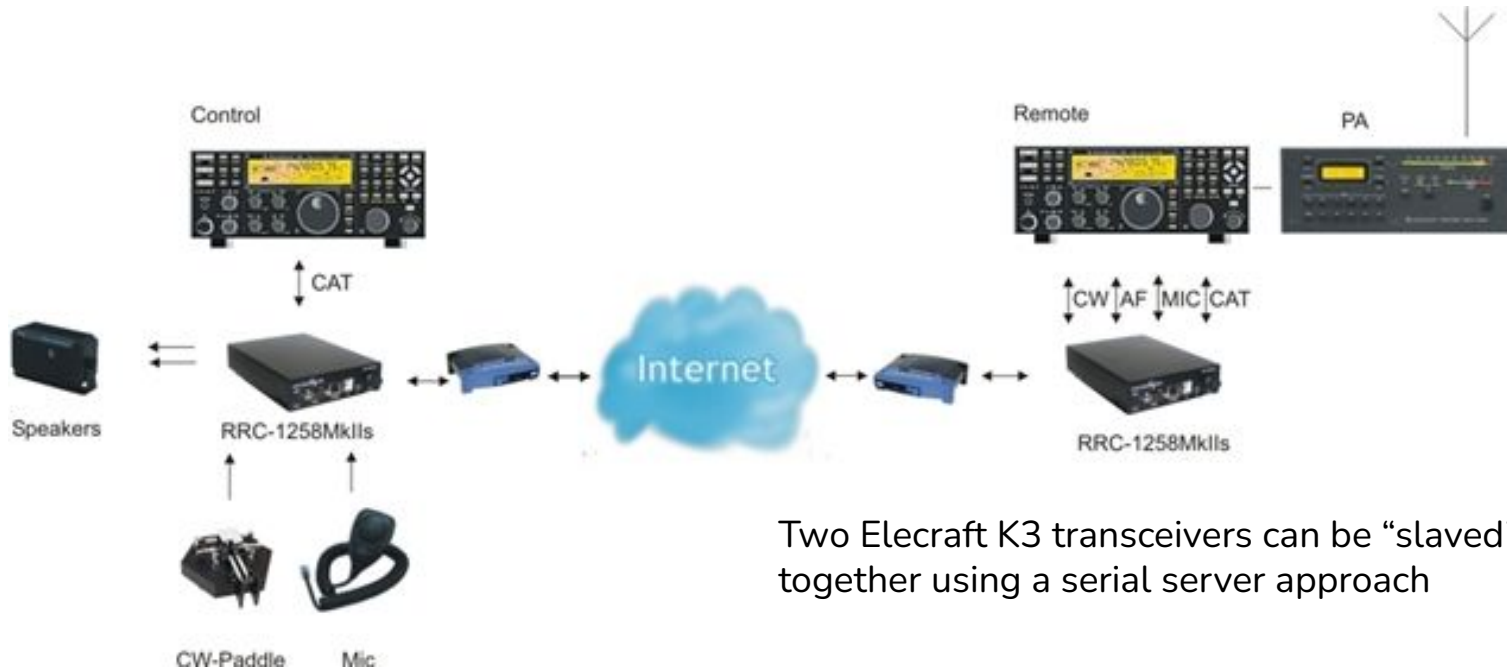 Control
Remote
PA
CAT
CW AF MIC CAT
Internet
Speakers
RRC-1258MkIIs
RRC-1258MkIIs
Two Elecraft K3 transceivers can be “slaved
together using a serial server approach
CW-Paddle
Mic